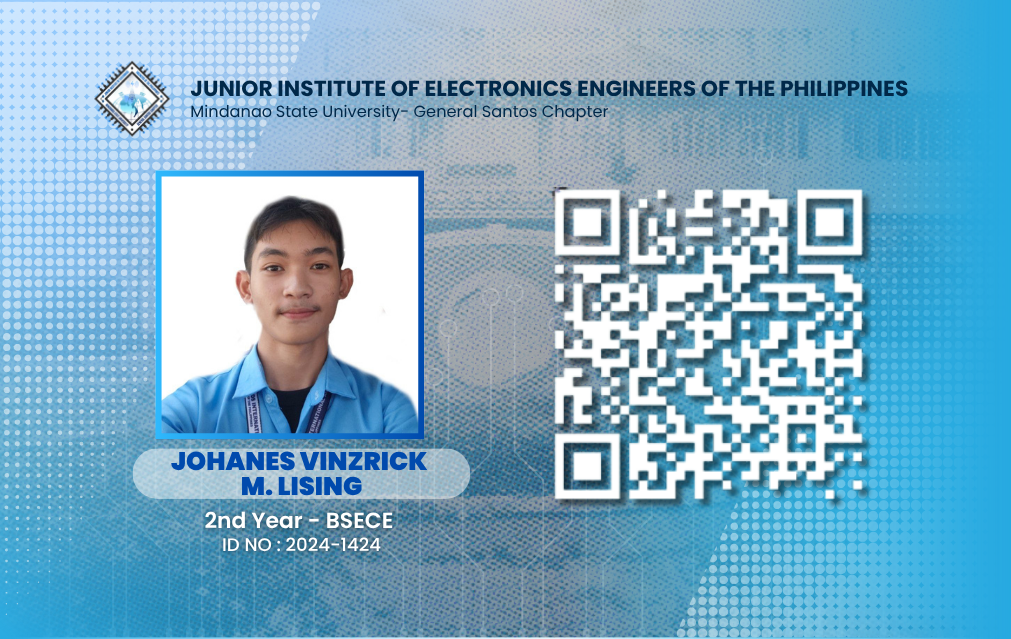 JUNIOR INSTITUTE OF ELECTRONICS ENGINEERS OF THE PHILIPPINES
Mindanao State University- General Santos Chapter
JOHANES VINZRICK
M. LISING
2nd Year - BSECE
ID NO : 2024-1424